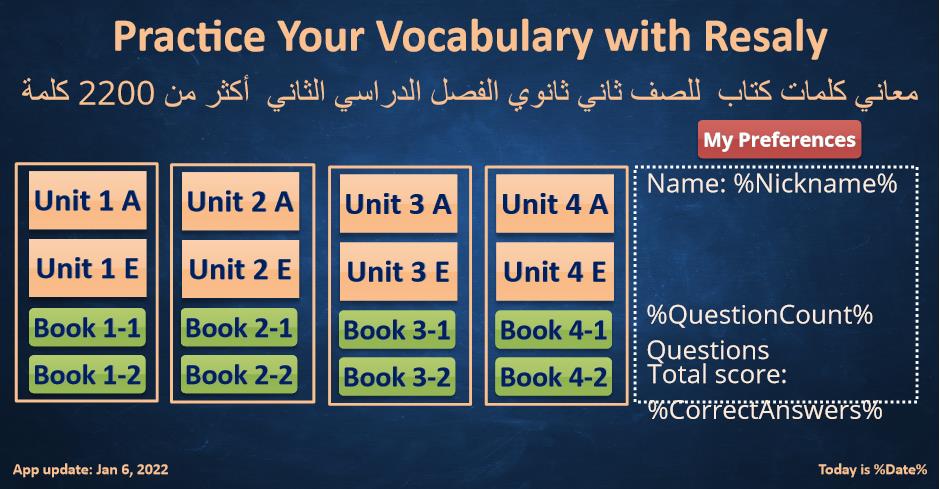 Practice Your Vocabulary with Resaly
معاني كلمات كتاب للصف ثاني ثانوي الفصل الدراسي الثاني أكثر من 2200 كلمة
My Preferences
Unit 1 A
Unit 1 E
Book 1-1
Book 1-2
Unit 2 A
Unit 2 E
Book 2-1
Book 2-2
Unit 3 A
Unit 3 E
Book 3-1
Book 3-2
Unit 4 A
Unit 4 E
Book 4-1
Book 4-2
Name: %Nickname%
%QuestionCount%
Questions
Total score:
%CorrectAnswers%
App update: Jan 6, 2022
Today is %Date%